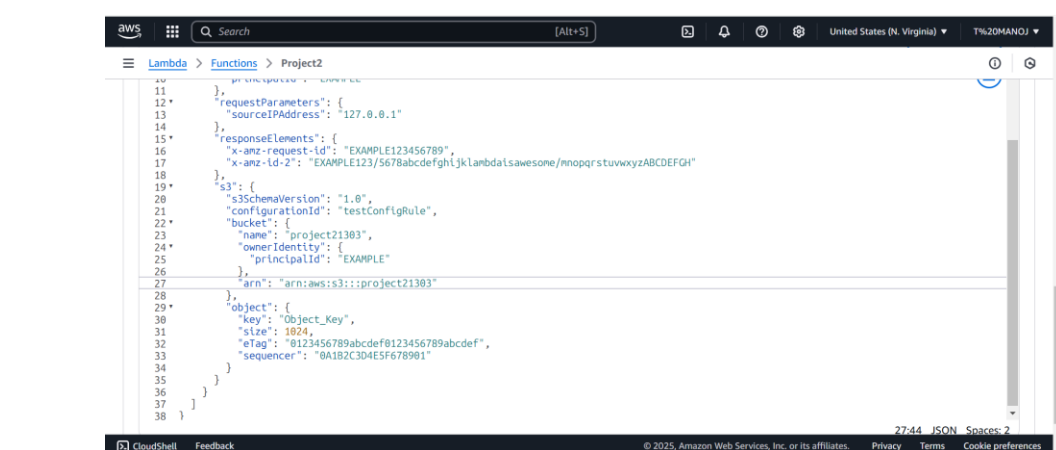 aws
Search [Alt+S] United States (N. Virginia) ▼ T%20MANOJ ▼
Lambda > Functions > Project2
10 "principalId": "EXAMPLE"
11 },
12 "requestParameters": {
13 "sourceIPAddress": "127.0.0.1"
14 },
15 "responseElements": {
16 "x-amz-request-id": "EXAMPLE123456789",
17 "x-amz-id-2": "EXAMPLE123/5678abcdefghijklambdaisawesome/mnopqrstuvwxyzABCDEFGH"
18 },
19 "s3": {
20 "s3SchemaVersion": "1.0",
21 "configurationId": "testConfigRule",
22 "bucket": {
23 "name": "project21303",
24 "ownerIdentity": {
25 "principalId": "EXAMPLE"
26 },
27 "arn": "arn:aws:s3:::project21303"
28 },
29 "object": {
30 "key": "Object_Key",
31 "size": 1024,
32 "eTag": "0123456789abcdef0123456789abcdef",
33 "sequencer": "0A1B2C3D4E5F678901"
34 }
35 }
36 }
37 ]
38 }
27:44 JSON Spaces: 2
CloudShell Feedback © 2025, Amazon Web Services, Inc. or its affiliates. Privacy Terms Cookie preferences